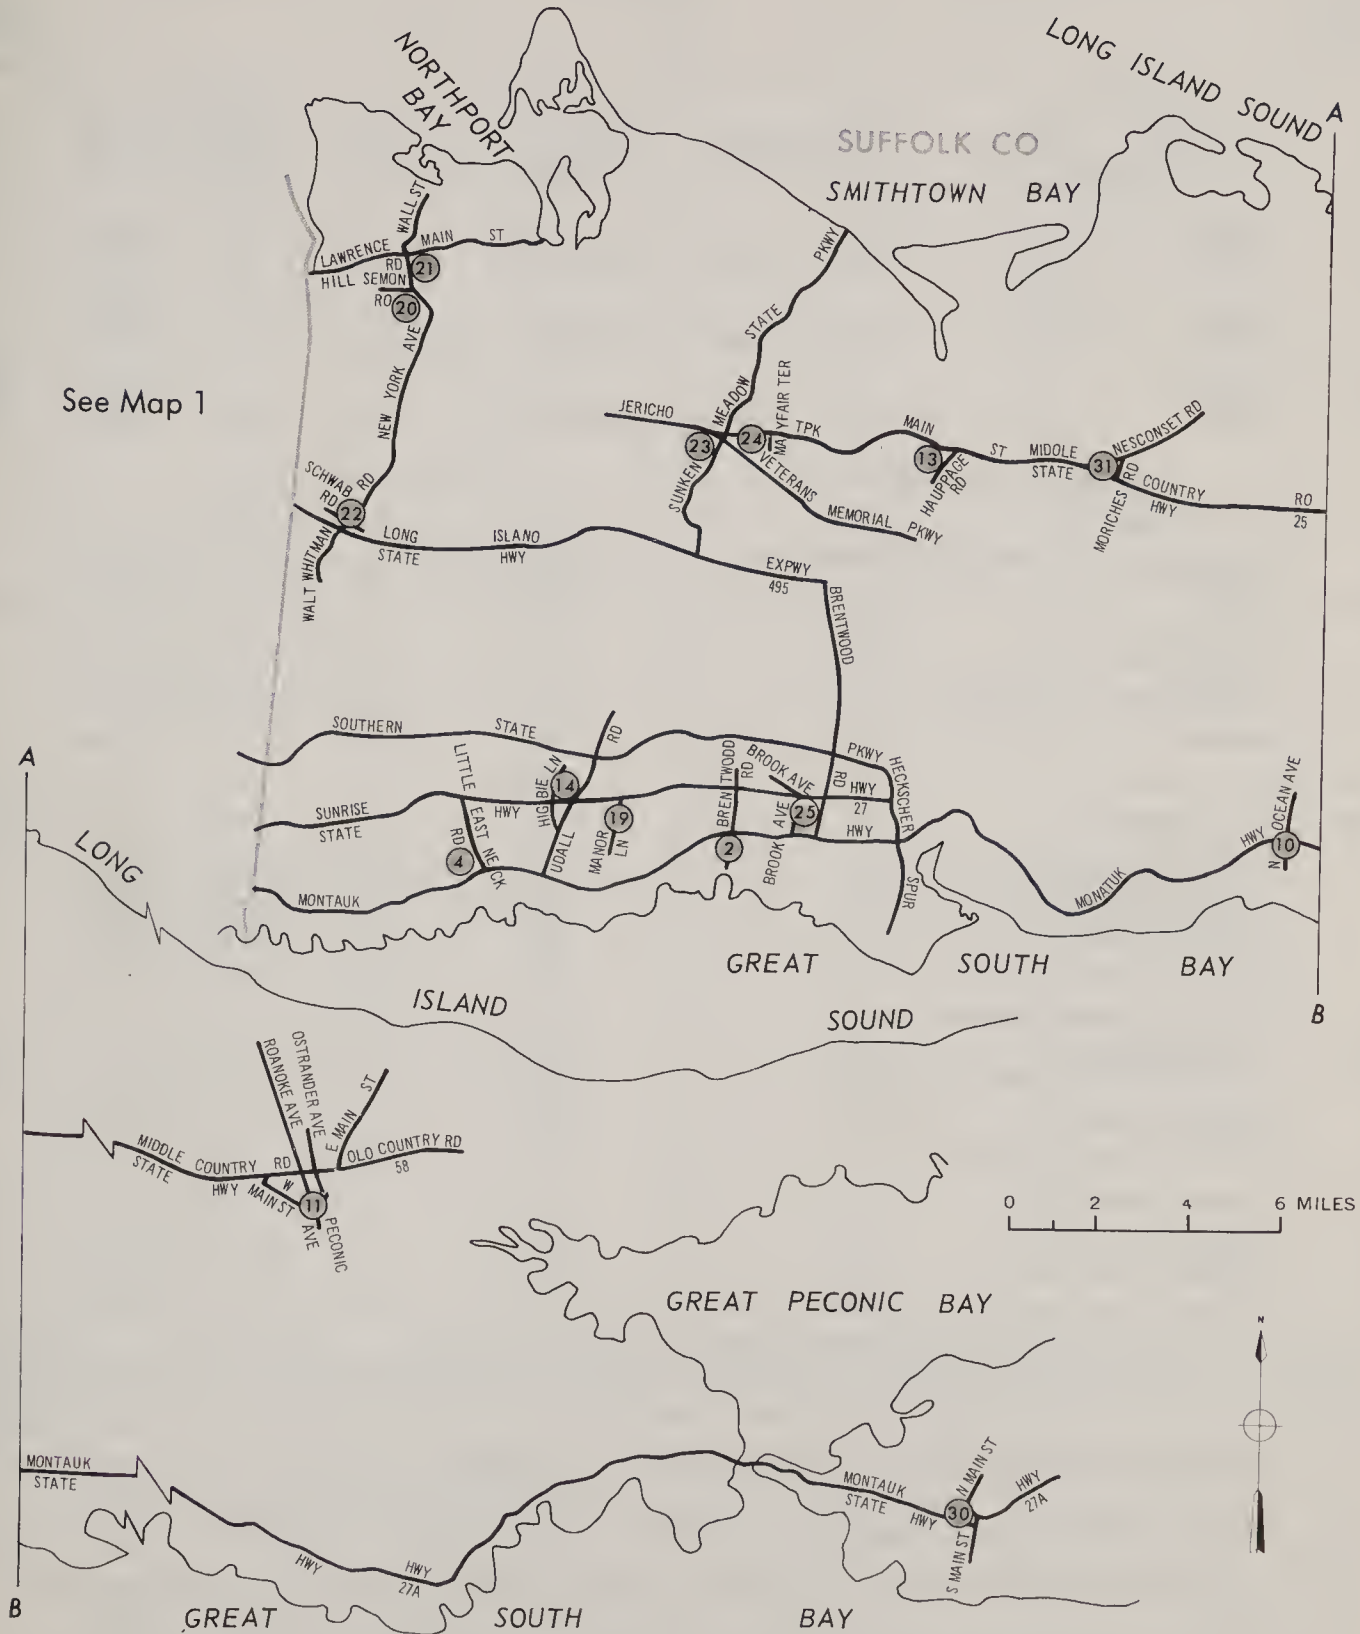 LONG ISLAND SOUND
A
NORTHPORT
BAY
SUFFOLK CO
SMITHTOWN BAY
WALL ST
LAWRENCE
HILL
MAIN ST
RD
SEMON
RO
21
20
NEW YORK AVE
See Map 1
SUNKEN MEADOW STATE PKWY
JERICHO
TPK
MAYFAIR TER
23
24
VETERANS
MEMORIAL PKWY
MAIN
ST
13
HAUPPAGE
RD
MIDOLE
STATE
31
NESCONSET RD
MORICHES RD
COUNTRY
HWY
RO
25
SCHWAB
RD
RD
22
WALT WHITMAN
LONG
STATE
ISLANO
HWY
EXPWY
495
BRENTWOOD
RD
SOUTHERN
STATE
PKWY
A
LITTLE
EAST NECK
RD
4
HIGBIE LN
14
UDALL
RD
MANOR
LN
19
BRENTWOOD
RD
2
BROOK AVE
BROOK AVE
25
HWY
27
HWY
HECKSCHER
SPUR
SUNRISE
STATE
HWY
MONTAUK
MONATUK
HWY
N OCEAN AVE
10
GREAT SOUTH BAY
B
LONG
ISLAND
SOUND
ROANOKE AVE
OSTRANDER AVE
E MAIN ST
MIDDLE
STATE
COUNTRY
HWY
RD
OLO COUNTRY RD
58
W
MAIN ST
11
PECONIC
AVE
0 2 4 6 MILES
GREAT PECONIC BAY
N
MONTAUK
STATE
MONTAUK
STATE
HWY
30
N MAIN ST
S MAIN ST
HWY
27A
HWY
HWY
27A
B
GREAT SOUTH BAY